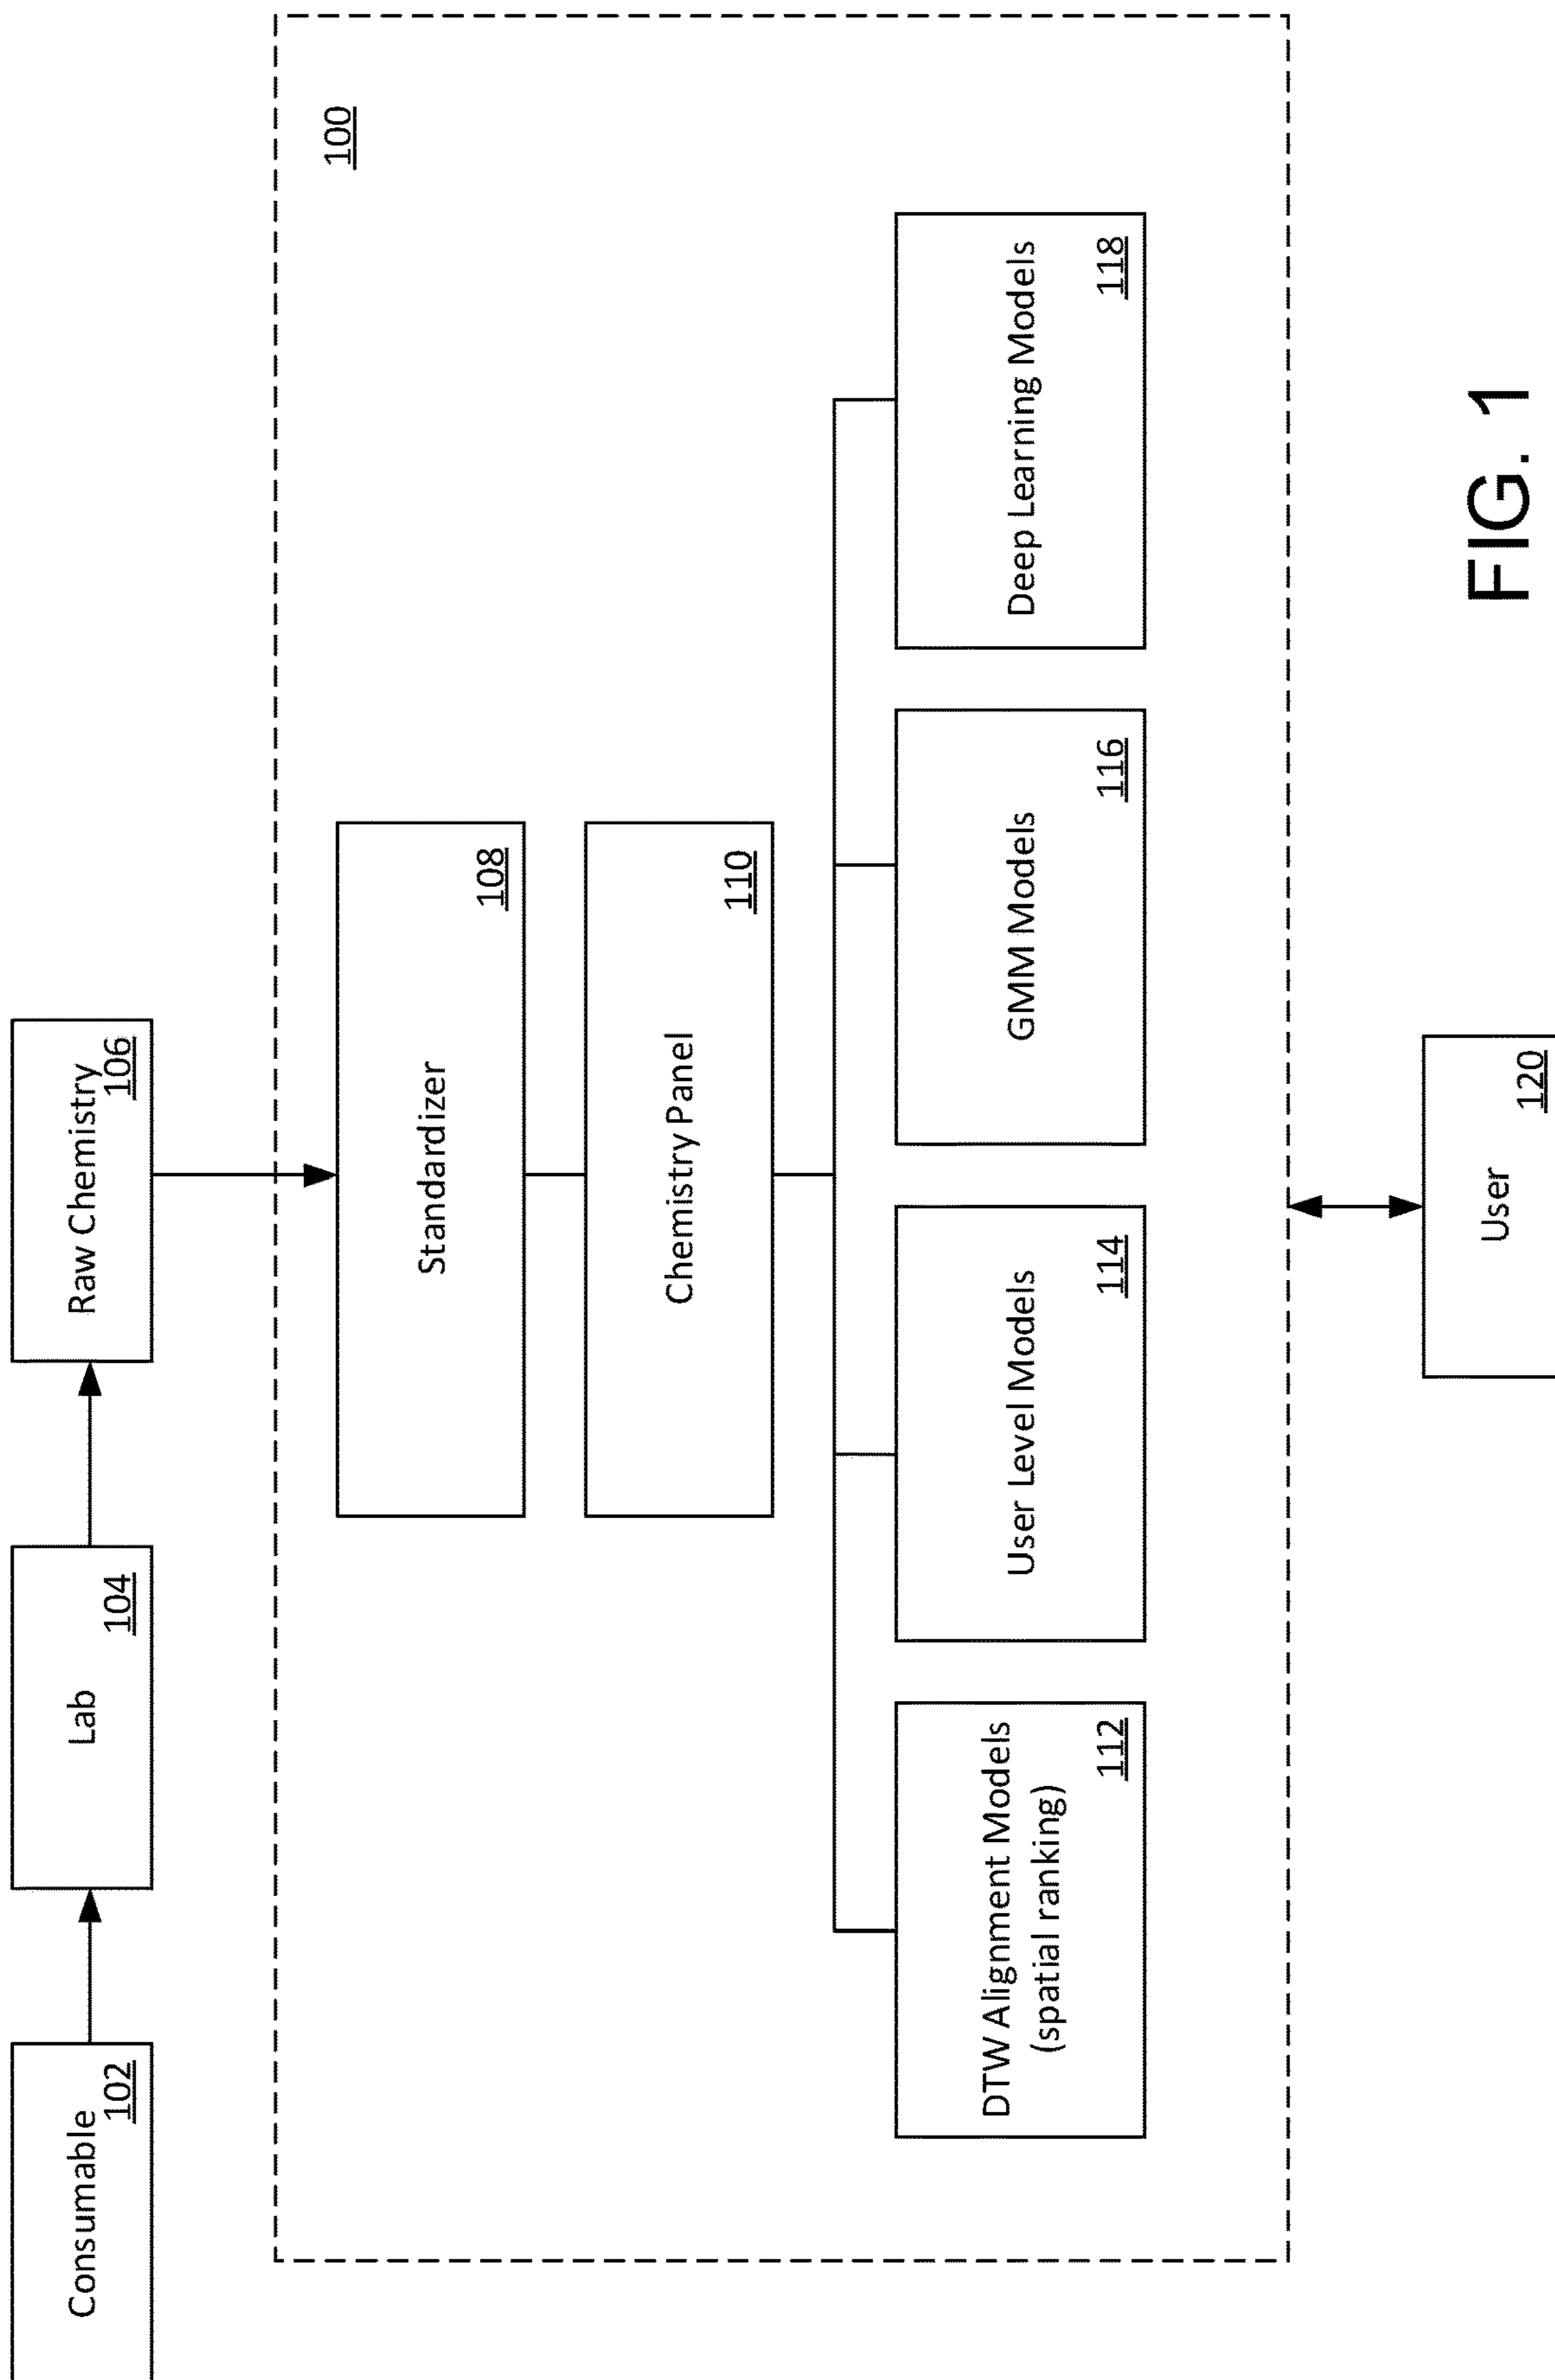 Consumable
102
Lab
104
Raw Chemistry
106
100
Standardizer
108
Chemistry Panel
110
DTW Alignment Models
(spatial ranking)
112
User Level Models
114
GMM Models
116
Deep Learning Models
118
User
120
FIG. 1